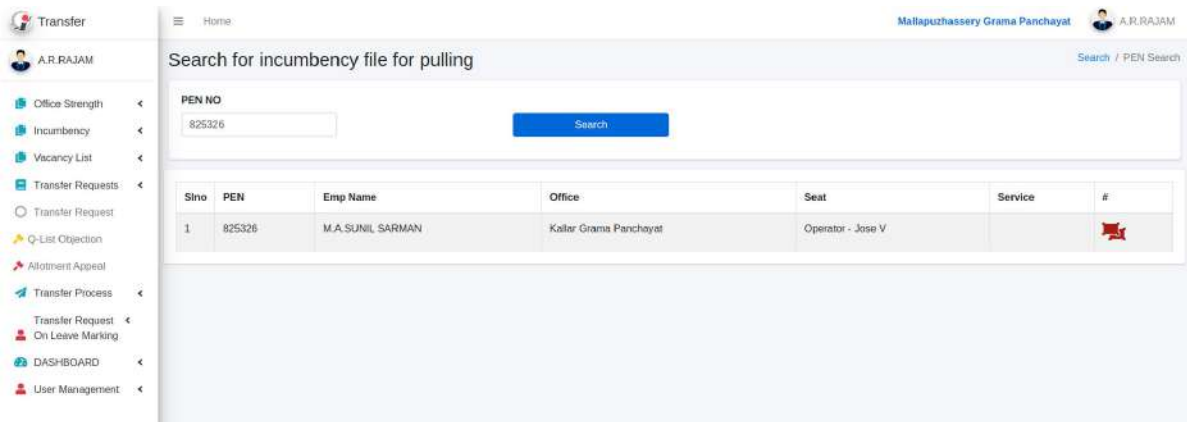 Transfer
Home
Mallapuzhassery Grama Panchayat
A.R.RAJAM
A.R.RAJAM
Search for incumbency file for pulling
Search / PEN Search
Office Strength
Incumbency
Vacancy List
Transfer Requests
Transfer Request
Q-List Objection
Allotment Appeal
Transfer Process
Transfer Request
On Leave Marking
DASHBOARD
User Management
PEN NO
825326
Search
Slno PEN Emp Name Office Seat Service #
1 825326 M.A.SUNIL SARMAN Kallar Grama Panchayat Operator - Jose V